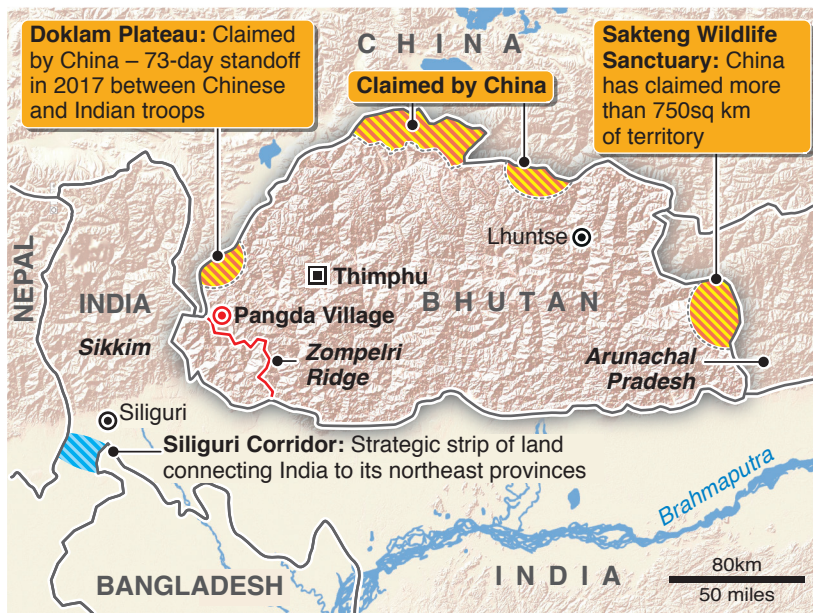 Doklam Plateau: Claimed
by China – 73-day standoff
in 2017 between Chinese
and Indian troops
CHINA
Claimed by China
Sakteng Wildlife
Sanctuary: China
has claimed more
than 750sq km
of territory
NEPAL
INDIA
Sikkim
Lhuntse
Thimphu
BHUTAN
Pangda Village
Zompelri
Ridge
Arunachal
Pradesh
Siliguri
Siliguri Corridor: Strategic strip of land
connecting India to its northeast provinces
Brahmaputra
BANGLADESH
INDIA
80km
50 miles